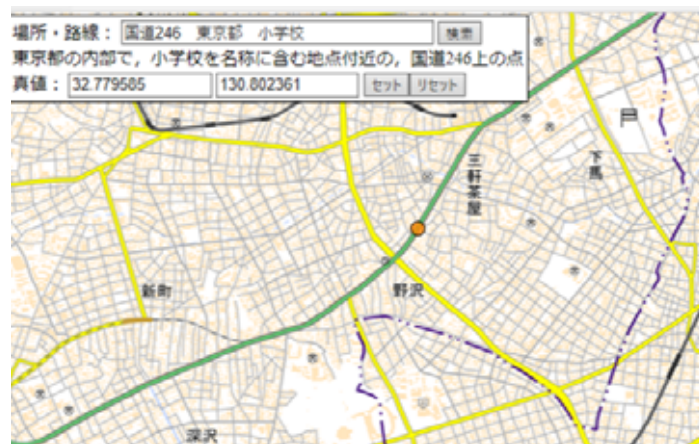 場所・路線： 国道246　東京都　小学校 検索
東京都の内部で，小学校を名称に含む地点付近の，国道246上の点
真値： 32.779585 130.802361 セット リセット
三軒茶屋
下馬
新町
野沢
深沢